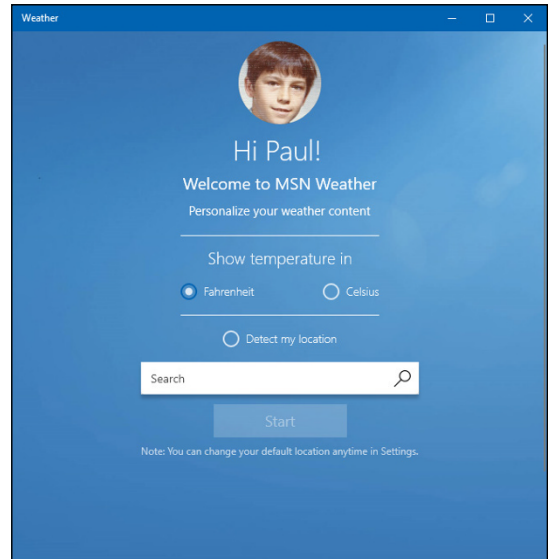 Weather
Hi Paul!
Welcome to MSN Weather
Personalize your weather content
Show temperature in
Fahrenheit Celsius
Detect my location
Search
Start
Note: You can change your default location anytime in Settings.